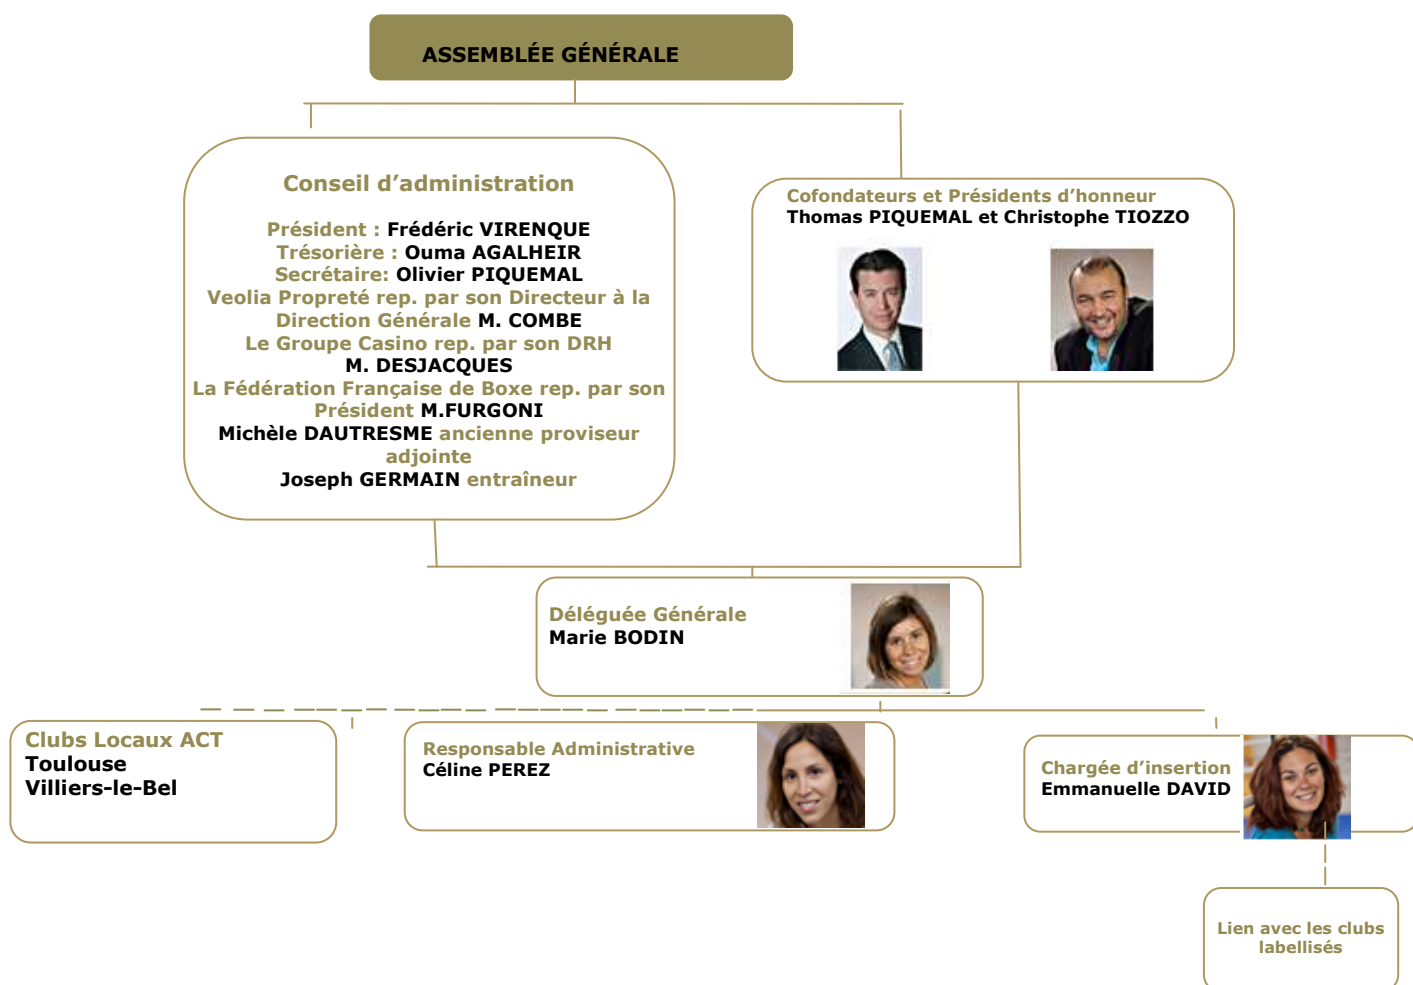 ASSEMBLÉE GÉNÉRALE
Conseil d’administration
Président : Frédéric VIRENQUE
Trésorière : Ouma AGALHEIR
Secrétaire: Olivier PIQUEMAL
Veolia Propreté rep. par son Directeur à la
Direction Générale M. COMBE
Le Groupe Casino rep. par son DRH
M. DESJACQUES
La Fédération Française de Boxe rep. par son
Président M.FURGONI
Michèle DAUTRESME ancienne proviseur
adjointe
Joseph GERMAIN entraîneur
Cofondateurs et Présidents d’honneur
Thomas PIQUEMAL et Christophe TIOZZO
Déléguée Générale
Marie BODIN
Clubs Locaux ACT
Toulouse
Villiers-le-Bel
Responsable Administrative
Céline PEREZ
Chargée d’insertion
Emmanuelle DAVID
Lien avec les clubs
labellisés